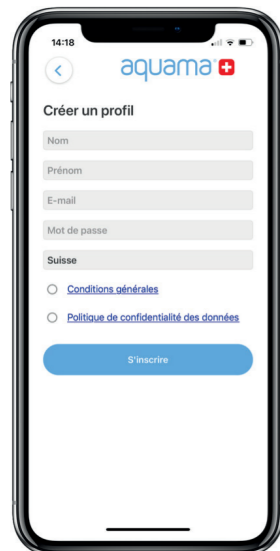 14:18
aquama
Créer un profil
Nom
Prénom
E-mail
Mot de passe
Suisse
Conditions générales
Politique de confidentialité des données
S'inscrire